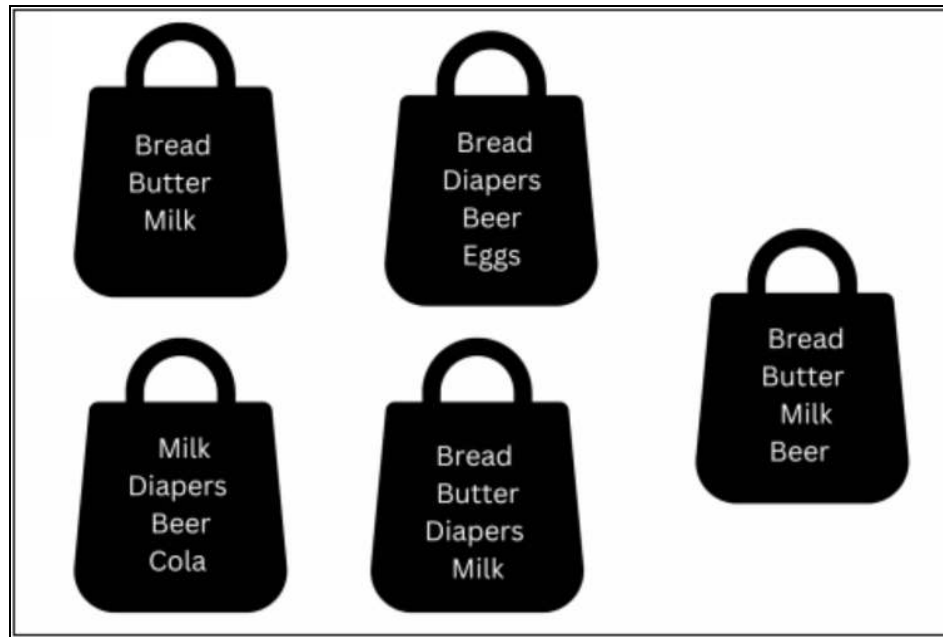 Bread
Butter
Milk
Bread
Diapers
Beer
Eggs
Milk
Diapers
Beer
Cola
Bread
Butter
Diapers
Milk
Bread
Butter
Milk
Beer